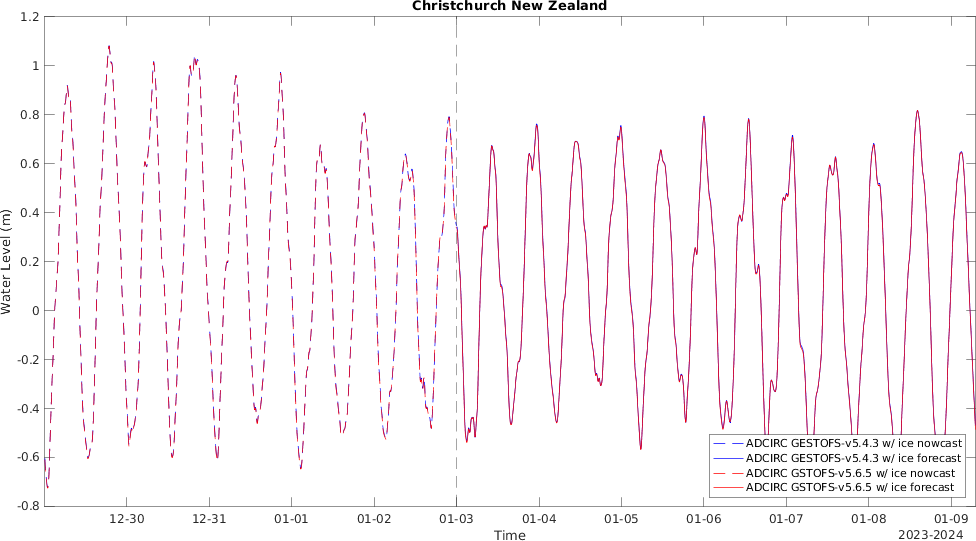 Christchurch New Zealand
1.2
1
0.8
0.6
0.4
0.2
0
-0.2
-0.4
-0.6
-0.8
Water Level (m)
ADCIRC GESTOFS-v5.4.3 w/ ice nowcast
ADCIRC GESTOFS-v5.4.3 w/ ice forecast
ADCIRC GSTOFS-v5.6.5 w/ ice nowcast
ADCIRC GSTOFS-v5.6.5 w/ ice forecast
12-30 12-31 01-01 01-02 01-03 01-04 01-05 01-06 01-07 01-08 01-09
Time
2023-2024